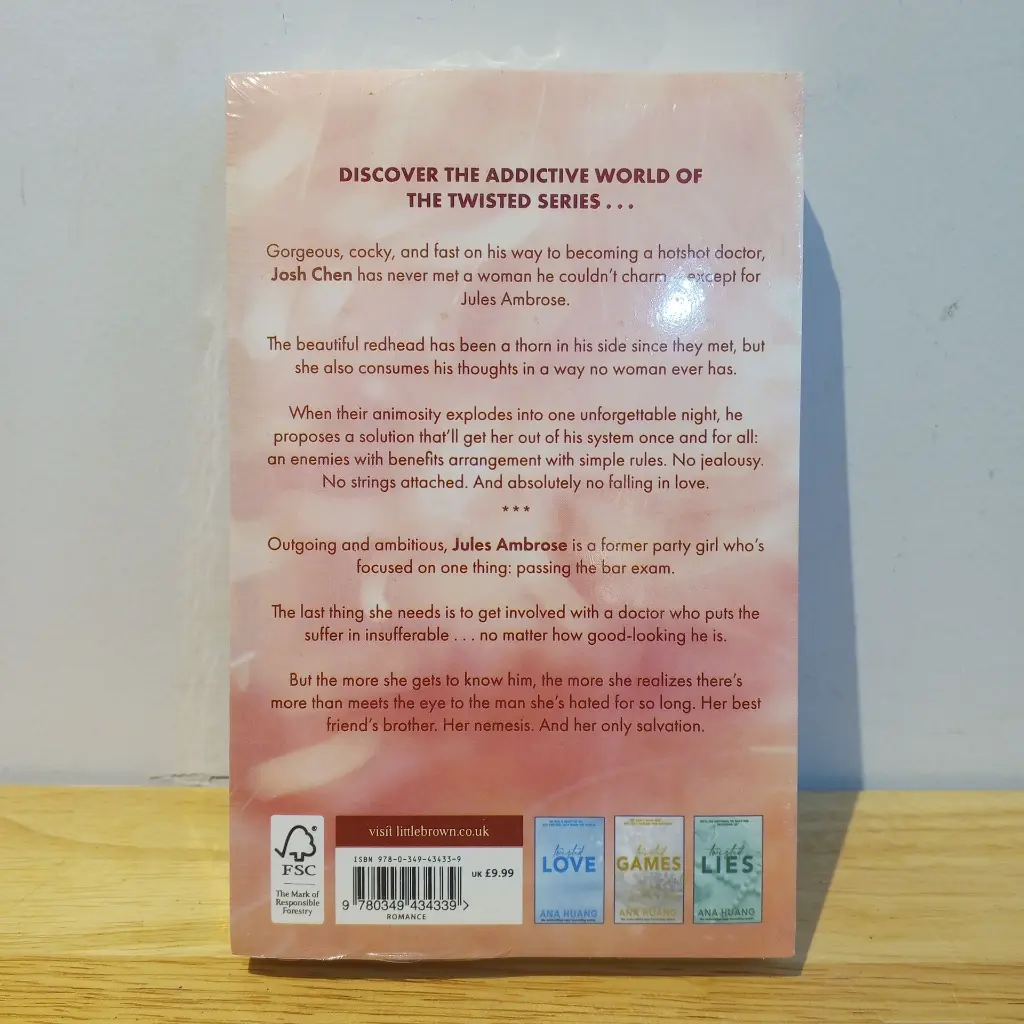 DISCOVER THE ADDICTIVE WORLD OF
THE TWISTED SERIES . . .
Gorgeous, cocky, and fast on his way to becoming a hotshot doctor,
Josh Chen has never met a woman he couldn't charm . . . except for
Jules Ambrose.
The beautiful redhead has been a thorn in his side since they met, but
she also consumes his thoughts in a way no woman ever has.
When their animosity explodes into one unforgettable night, he
proposes a solution that'll get her out of his system once and for all:
an enemies with benefits arrangement with simple rules. No jealousy.
No strings attached. And absolutely no falling in love.
* * *
Outgoing and ambitious, Jules Ambrose is a former party girl who's
focused on one thing: passing the bar exam.
The last thing she needs is to get involved with a doctor who puts the
suffer in insufferable . . . no matter how good-looking he is.
But the more she gets to know him, the more she realizes there's
more than meets the eye to the man she's hated for so long. Her best
friend's brother. Her nemesis. And her only salvation.
FSC
The Mark of
Responsible
Forestry
visit littlebrown.co.uk
ISBN 978-0-349-43433-9
UK £9.99
9 780349 434339 >
ROMANCE
twisted
LOVE
ANA HUANG
twisted
GAMES
ANA HUANG
twisted
LIES
ANA HUANG